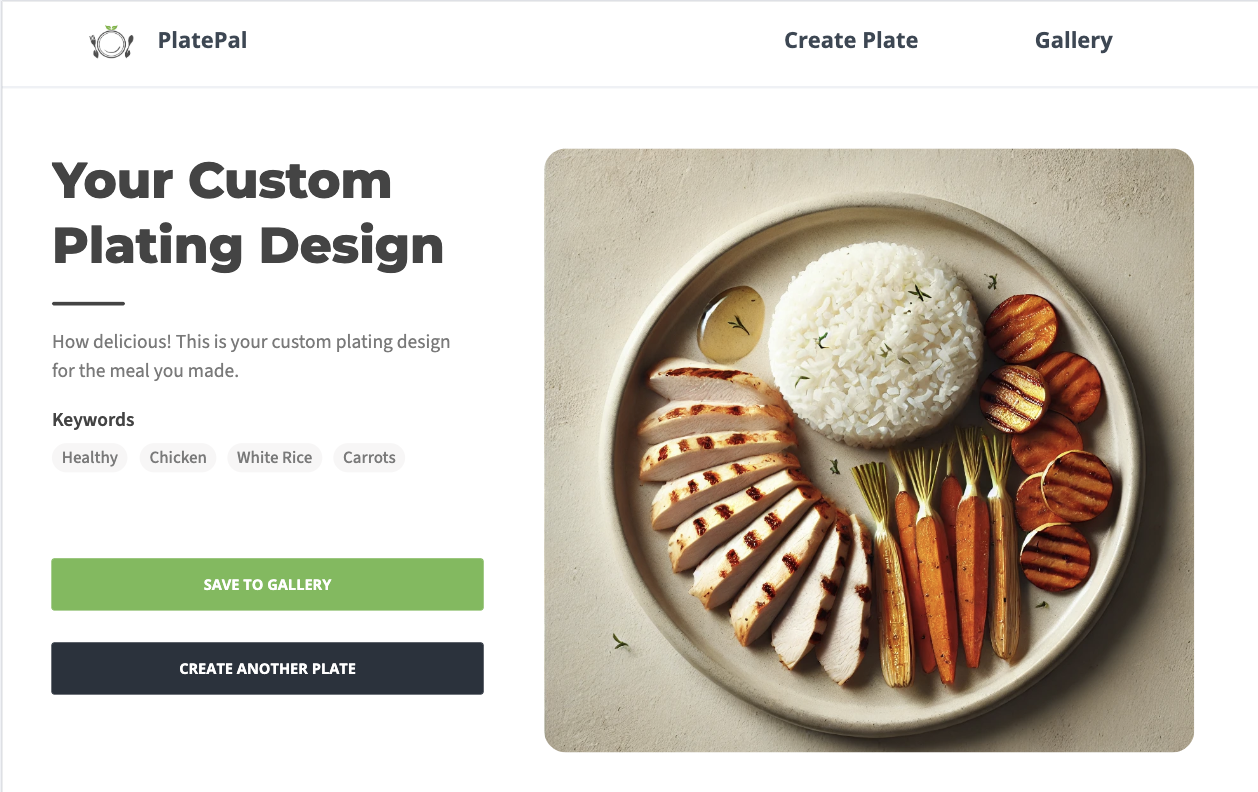 PlatePal
Create Plate
Gallery
Your Custom
Plating Design
How delicious! This is your custom plating design
for the meal you made.
Keywords
Healthy
Chicken
White Rice
Carrots
SAVE TO GALLERY
CREATE ANOTHER PLATE